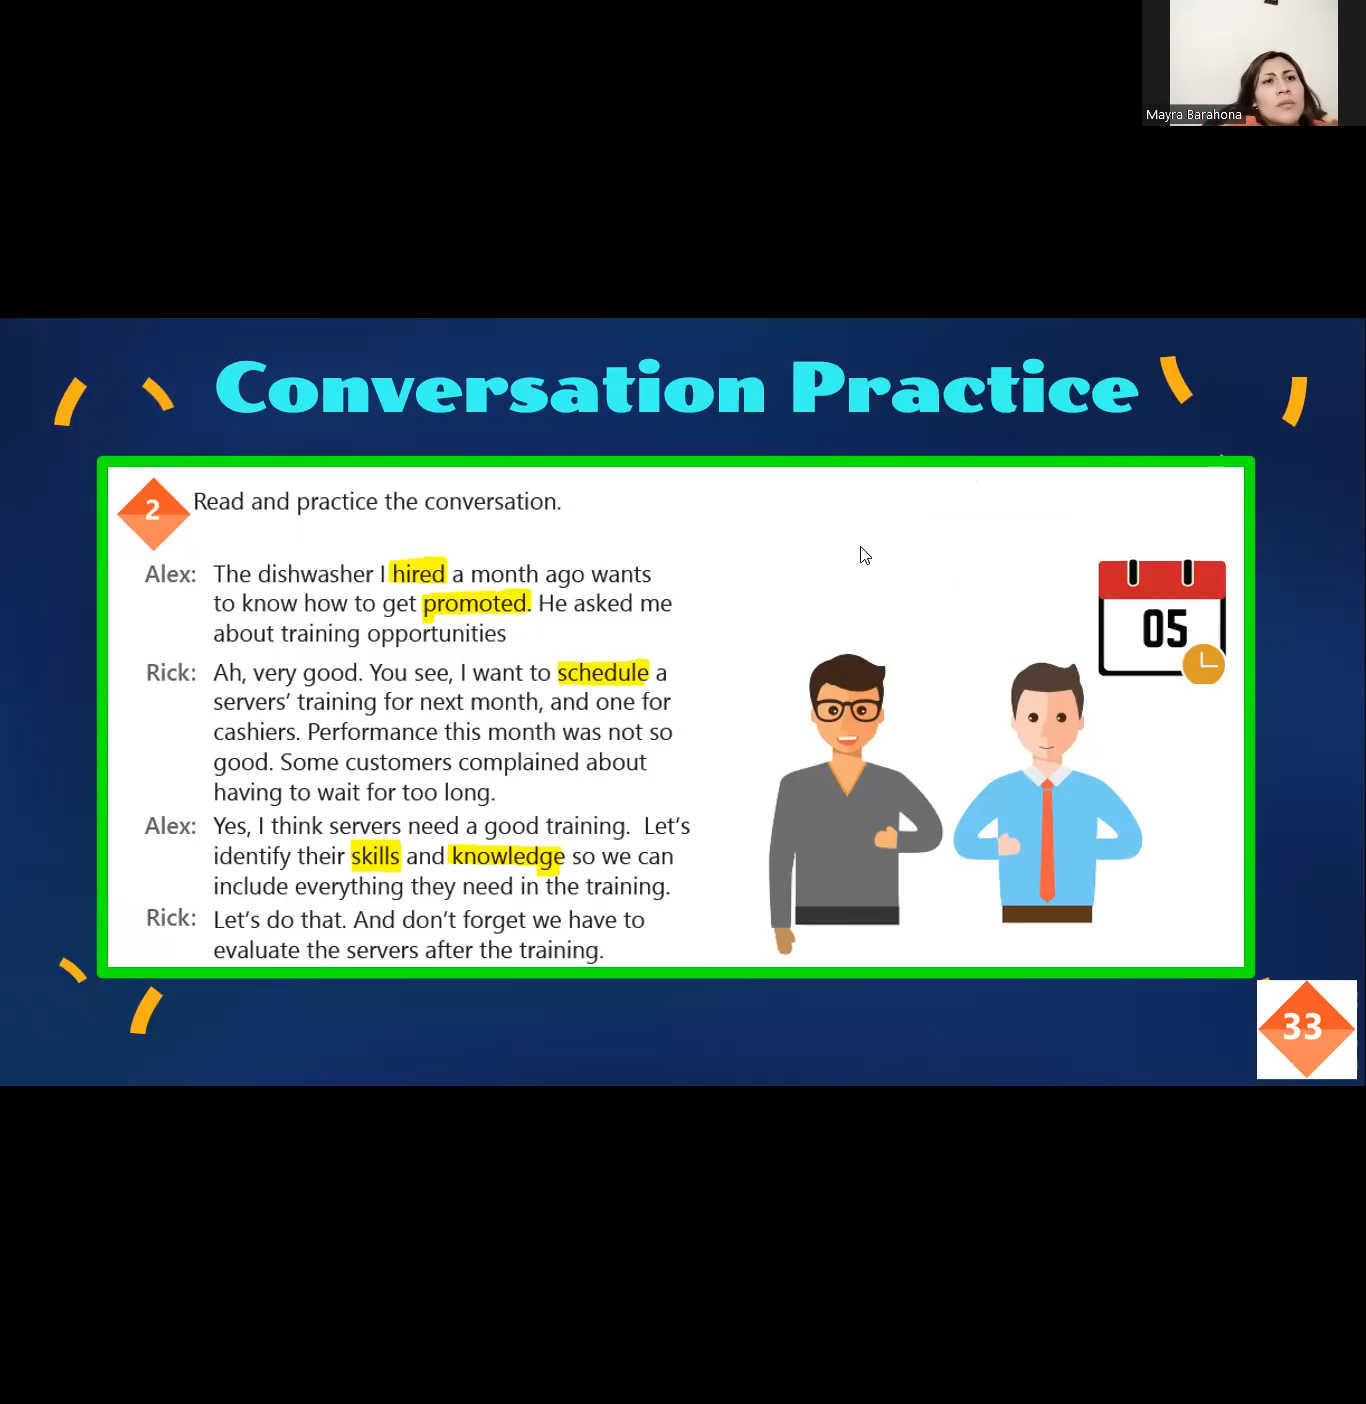 Mayra Barahona
Conversation Practice
2
Read and practice the conversation.
Alex: The dishwasher I hired a month ago wants
to know how to get promoted. He asked me
about training opportunities
Rick: Ah, very good. You see, I want to schedule a
servers’ training for next month, and one for
cashiers. Performance this month was not so
good. Some customers complained about
having to wait for too long.
Alex: Yes, I think servers need a good training. Let’s
identify their skills and knowledge so we can
include everything they need in the training.
Rick: Let’s do that. And don’t forget we have to
evaluate the servers after the training.
05
33